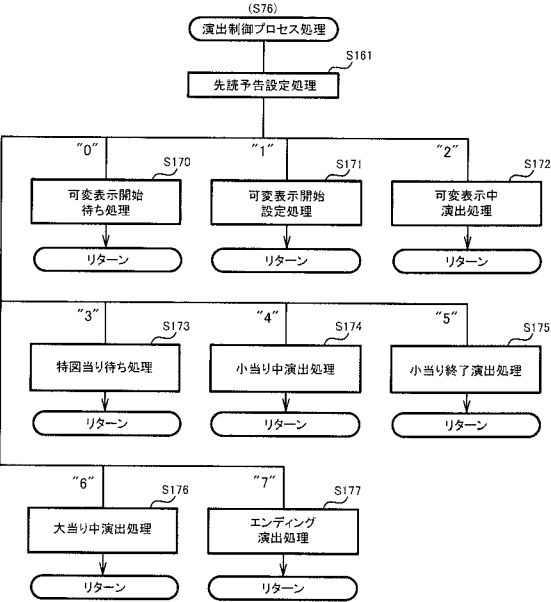 (S76)
演出制御プロセス処理
S161
先読予告設定処理
"0"
"1"
"2"
S170
S171
S172
可変表示開始
待ち処理
可変表示開始
設定処理
可変表示中
演出処理
リターン
リターン
リターン
"3"
"4"
"5"
S173
S174
S175
特図当り待ち処理
小当り中演出処理
小当り終了演出処理
リターン
リターン
リターン
"6"
"7"
S176
S177
大当り中演出処理
エンディング
演出処理
リターン
リターン